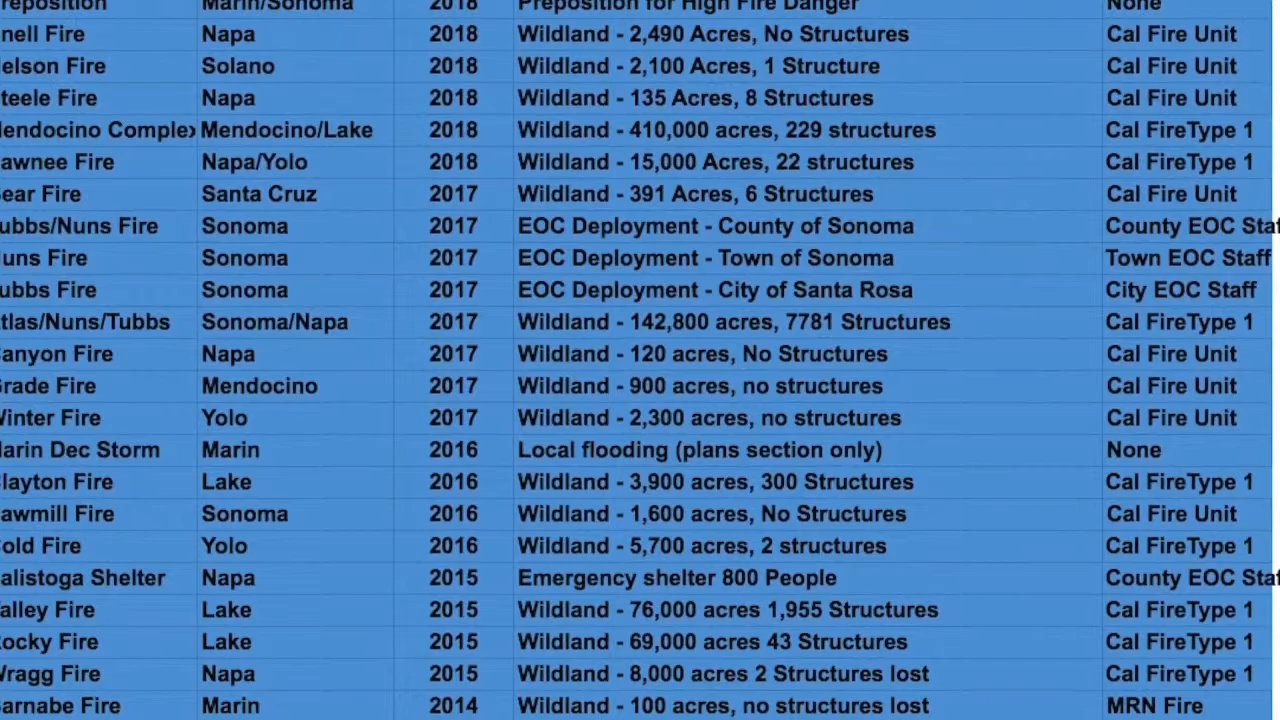 reposition Marin/Sonoma 2018 Preposition for High Fire Danger None
nell Fire Napa 2018 Wildland - 2,490 Acres, No Structures Cal Fire Unit
elson Fire Solano 2018 Wildland - 2,100 Acres, 1 Structure Cal Fire Unit
teele Fire Napa 2018 Wildland - 135 Acres, 8 Structures Cal Fire Unit
endocino Complex Mendocino/Lake 2018 Wildland - 410,000 acres, 229 structures Cal FireType 1
awnee Fire Napa/Yolo 2018 Wildland - 15,000 Acres, 22 structures Cal FireType 1
ear Fire Santa Cruz 2017 Wildland - 391 Acres, 6 Structures Cal Fire Unit
ubbs/Nuns Fire Sonoma 2017 EOC Deployment - County of Sonoma County EOC Staf
uns Fire Sonoma 2017 EOC Deployment - Town of Sonoma Town EOC Staff
ubbs Fire Sonoma 2017 EOC Deployment - City of Santa Rosa City EOC Staff
tlas/Nuns/Tubbs Sonoma/Napa 2017 Wildland - 142,800 acres, 7781 Structures Cal FireType 1
anyon Fire Napa 2017 Wildland - 120 acres, No Structures Cal Fire Unit
rade Fire Mendocino 2017 Wildland - 900 acres, no structures Cal Fire Unit
inter Fire Yolo 2017 Wildland - 2,300 acres, no structures Cal Fire Unit
arin Dec Storm Marin 2016 Local flooding (plans section only) None
layton Fire Lake 2016 Wildland - 3,900 acres, 300 Structures Cal FireType 1
awmill Fire Sonoma 2016 Wildland - 1,600 acres, No Structures Cal Fire Unit
old Fire Yolo 2016 Wildland - 5,700 acres, 2 structures Cal FireType 1
alistoga Shelter Napa 2015 Emergency shelter 800 People County EOC Staf
alley Fire Lake 2015 Wildland - 76,000 acres 1,955 Structures Cal FireType 1
ocky Fire Lake 2015 Wildland - 69,000 acres 43 Structures Cal FireType 1
ragg Fire Napa 2015 Wildland - 8,000 acres 2 Structures lost Cal FireType 1
arnabe Fire Marin 2014 Wildland - 100 acres, no structures lost MRN Fire